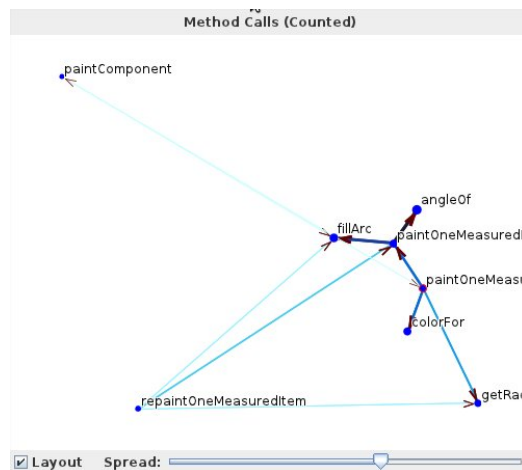 Method Calls (Counted)
paintComponent
angleOf
fillArc
paintOneMeasuredI
paintOneMeasu
colorFor
getRad
repaintOneMeasuredItem
Layout Spread: